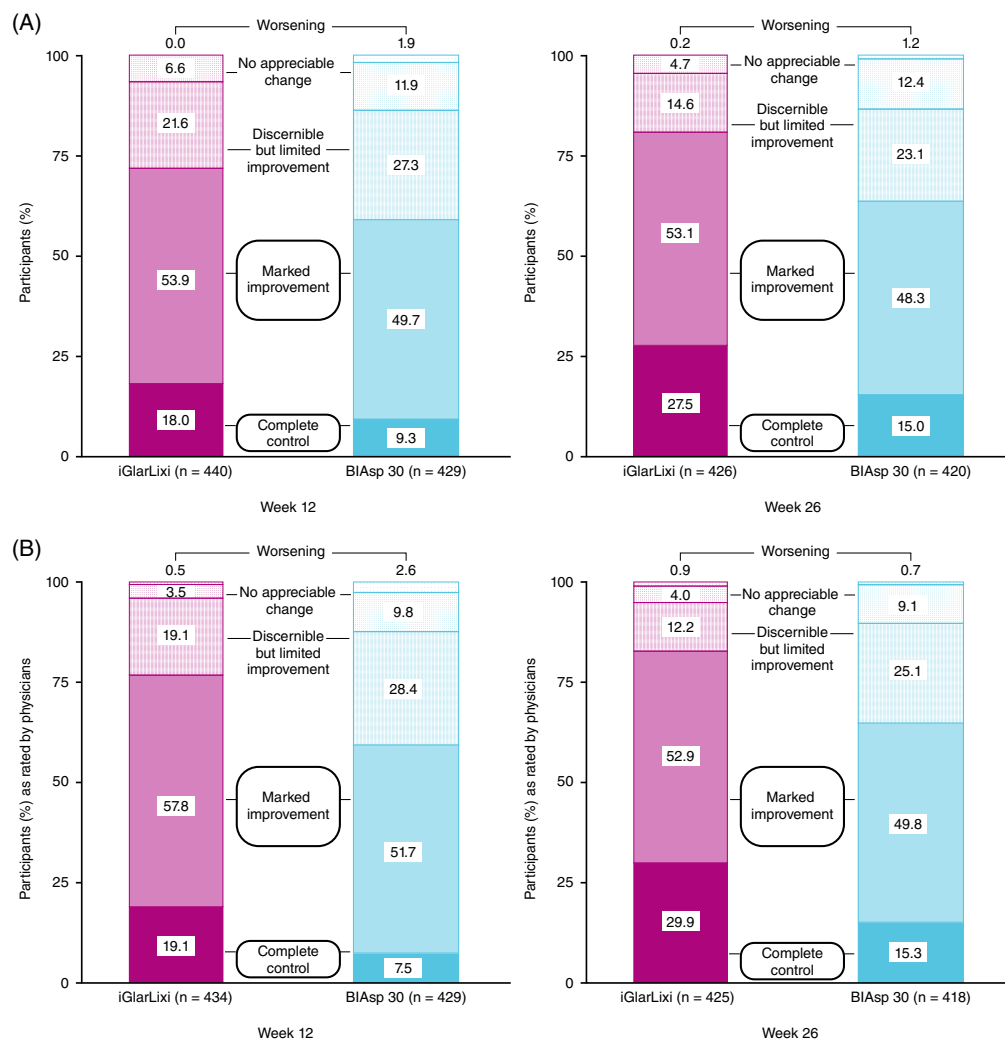 (A)
Worsening
0.0
1.9
100
75
50
25
0
Participants (%)
6.6
21.6
53.9
18.0
No appreciable
change
Discernible
but limited
improvement
Marked
improvement
Complete
control
11.9
27.3
49.7
9.3
iGlarLixi (n = 440)
BIAsp 30 (n = 429)
Week 12
Worsening
0.2
1.2
100
75
50
25
0
Participants (%)
4.7
14.6
53.1
27.5
No appreciable
change
Discernible
but limited
improvement
Marked
improvement
Complete
control
12.4
23.1
48.3
15.0
iGlarLixi (n = 426)
BIAsp 30 (n = 420)
Week 26
(B)
Worsening
0.5
2.6
100
75
50
25
0
Participants (%) as rated by physicians
3.5
19.1
57.8
19.1
No appreciable
change
Discernible
but limited
improvement
Marked
improvement
Complete
control
9.8
28.4
51.7
7.5
iGlarLixi (n = 434)
BIAsp 30 (n = 429)
Week 12
Worsening
0.9
0.7
100
75
50
25
0
Participants (%) as rated by physicians
4.0
12.2
52.9
29.9
No appreciable
change
Discernible
but limited
improvement
Marked
improvement
Complete
control
9.1
25.1
49.8
15.3
iGlarLixi (n = 425)
BIAsp 30 (n = 418)
Week 26